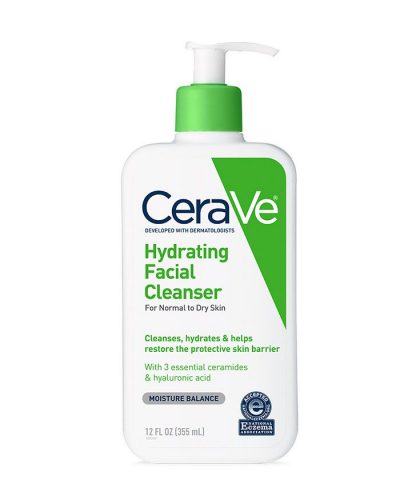 CeraVe®
DEVELOPED WITH DERMATOLOGISTS
Hydrating
Facial
Cleanser
For Normal to Dry Skin
Cleanses, hydrates & helps
restore the protective skin barrier
With 3 essential ceramides
& hyaluronic acid
MOISTURE BALANCE
ACCEPTED
e
NATIONAL
Eczema
ASSOCIATION
12 FL OZ (355 mL)